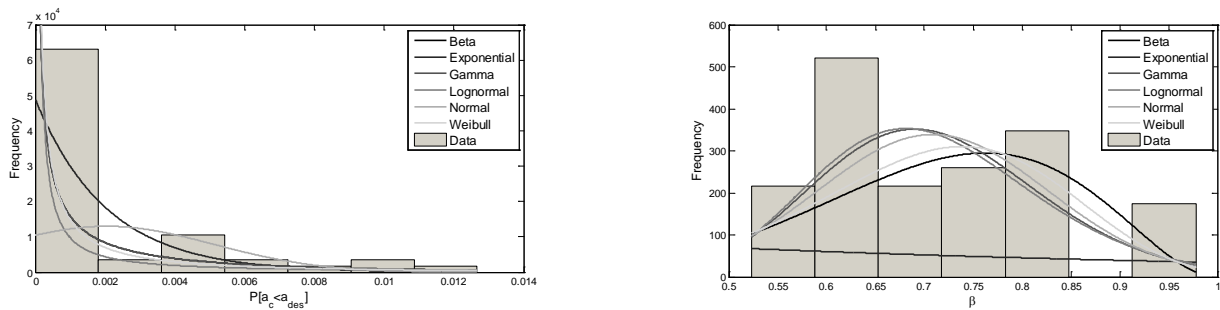 x 10⁴
7
6
5
4
3
2
1
0
Frequency
0
0.002
0.004
0.006
0.008
0.01
0.012
0.014
P[a_c<a_des]
Beta
Exponential
Gamma
Lognormal
Normal
Weibull
Data
600
500
400
300
200
100
0
Frequency
0.5
0.55
0.6
0.65
0.7
0.75
0.8
0.85
0.9
0.95
1
β
Beta
Exponential
Gamma
Lognormal
Normal
Weibull
Data